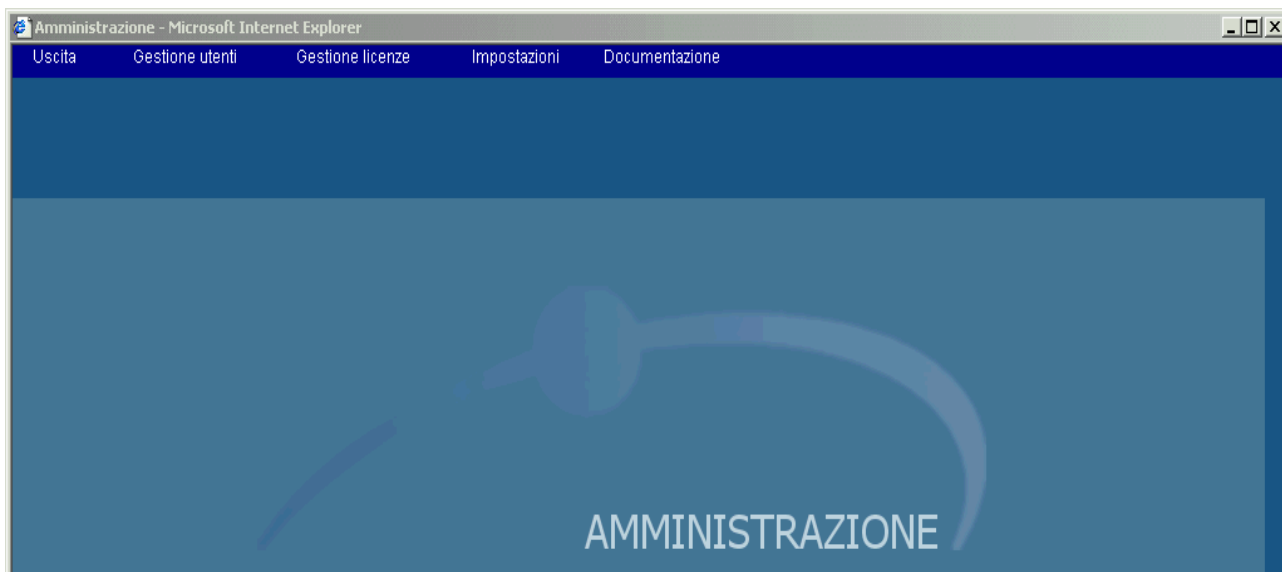 Amministrazione - Microsoft Internet Explorer
Uscita Gestione utenti Gestione licenze Impostazioni Documentazione
AMMINISTRAZIONE